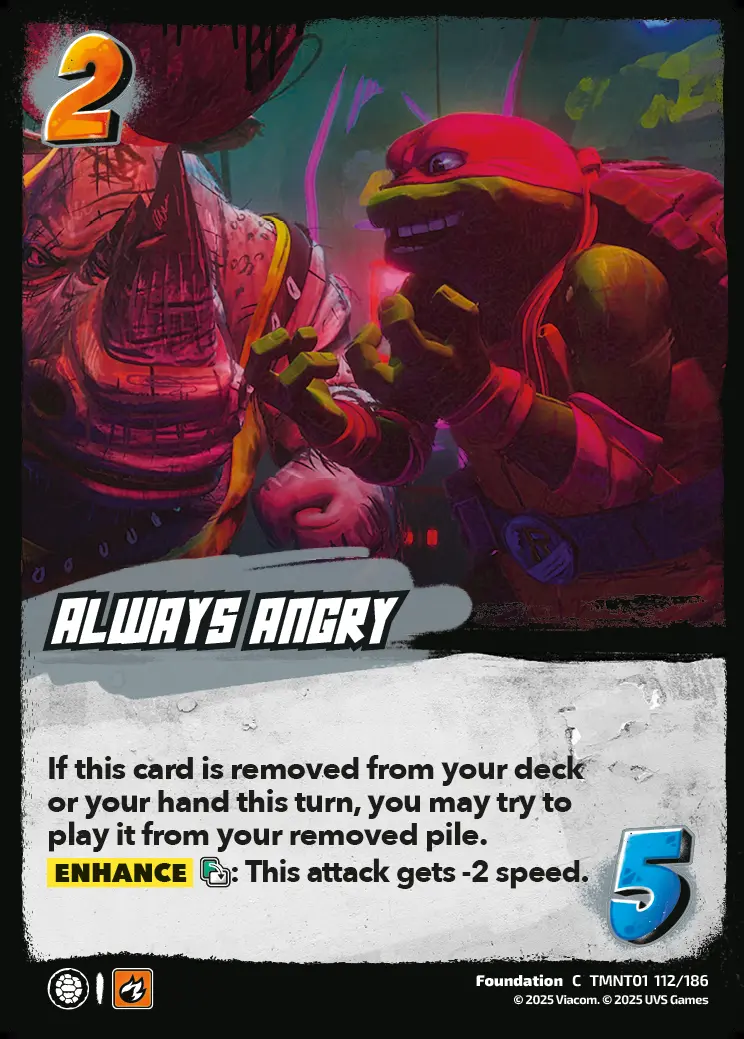 2
R
ALWAYS ANGRY
If this card is removed from your deck
or your hand this turn, you may try to
play it from your removed pile.
ENHANCE : This attack gets -2 speed.
5
Foundation C TMNT01 112/186
© 2025 Viacom. © 2025 UVS Games